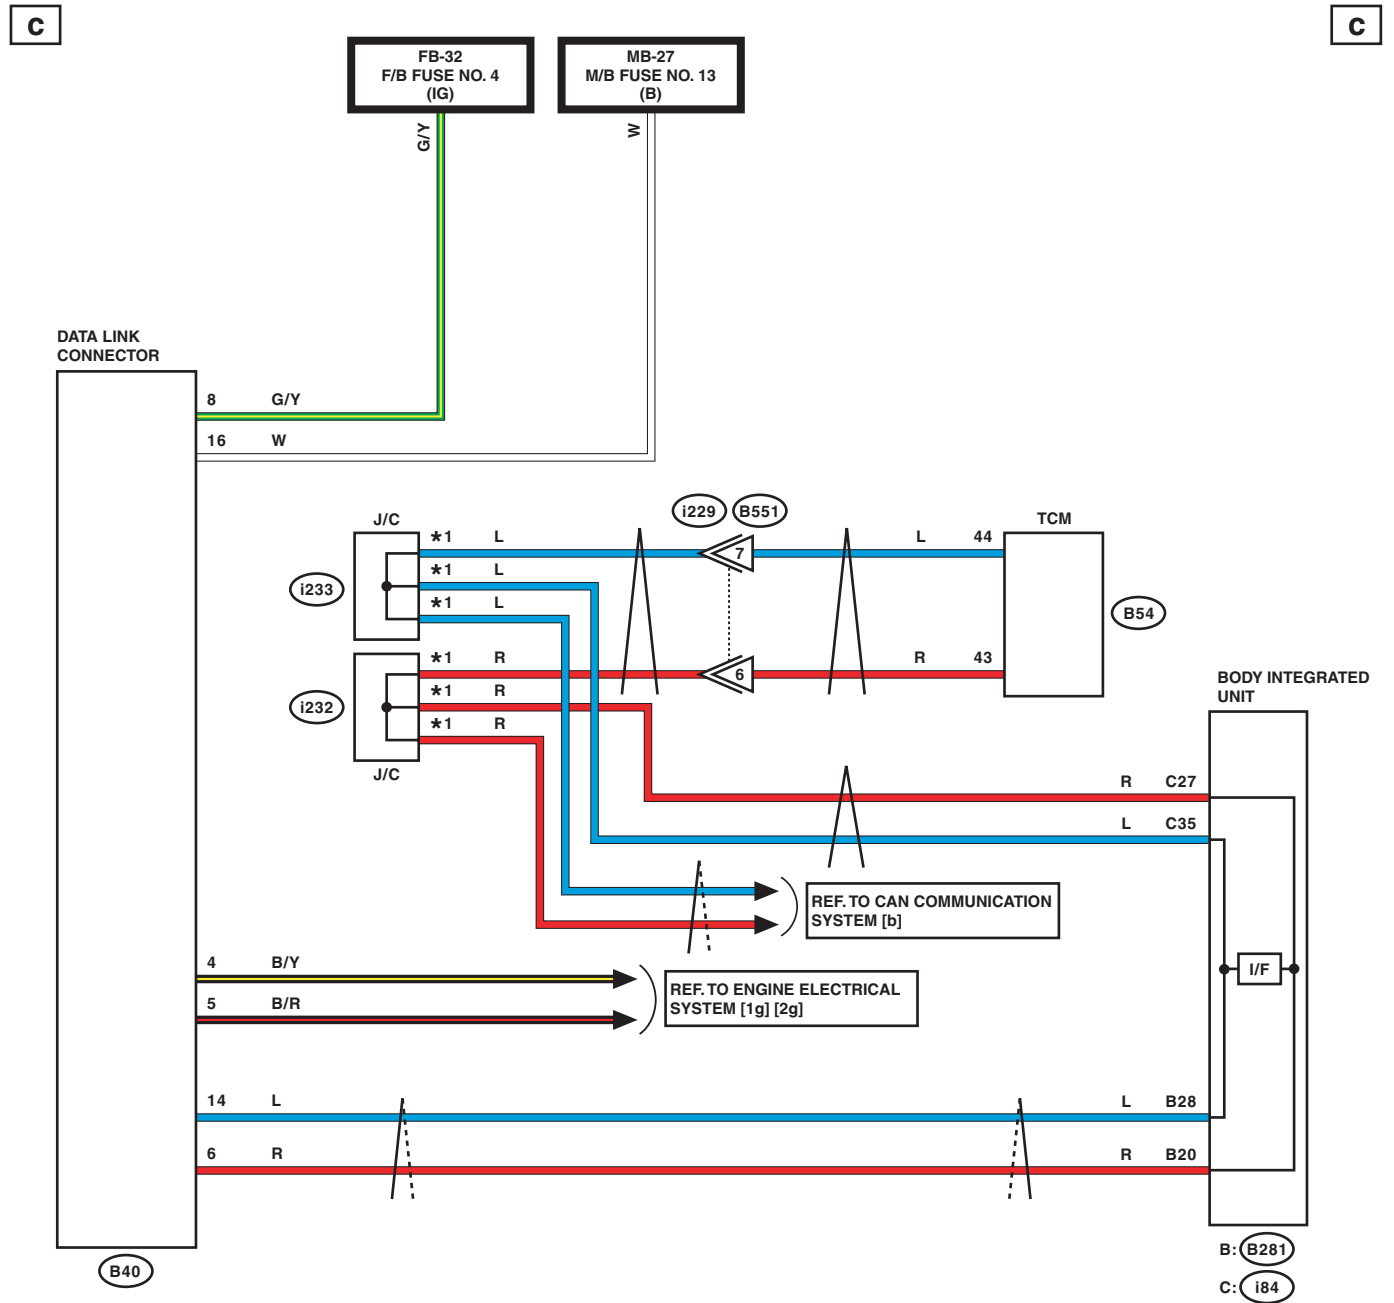 C
C
FB-32
F/B FUSE NO. 4
(IG)
MB-27
M/B FUSE NO. 13
(B)
G/Y
W
DATA LINK
CONNECTOR
8 G/Y
16 W
i229 B551
J/C
TCM
*1 L
7
L 44
*1 L
i233
*1 L
B54
*1 R
6
R 43
*1 R
i232
*1 R
J/C
BODY INTEGRATED
UNIT
R C27
L C35
REF. TO CAN COMMUNICATION
SYSTEM [b]
4 B/Y
I/F
5 B/R
REF. TO ENGINE ELECTRICAL
SYSTEM [1g] [2g]
14 L
L B28
6 R
R B20
B40
B: B281
C: i84